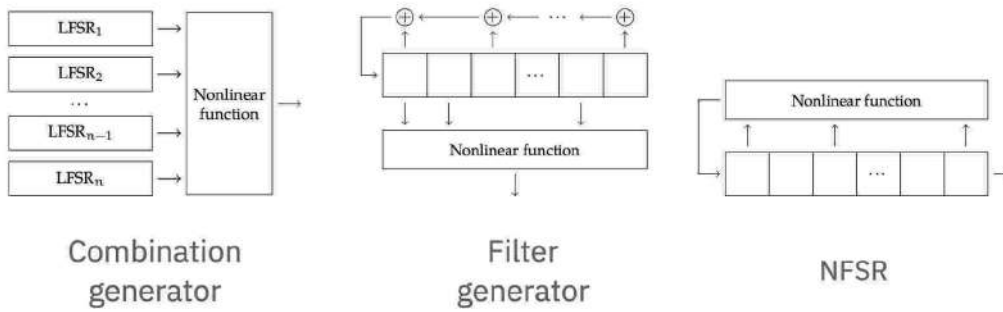 LFSR₁
LFSR₂
...
LFSRₙ₋₁
LFSRₙ
Nonlinear
function
...
...
Nonlinear function
Nonlinear function
...
Combination
generator
Filter
generator
NFSR